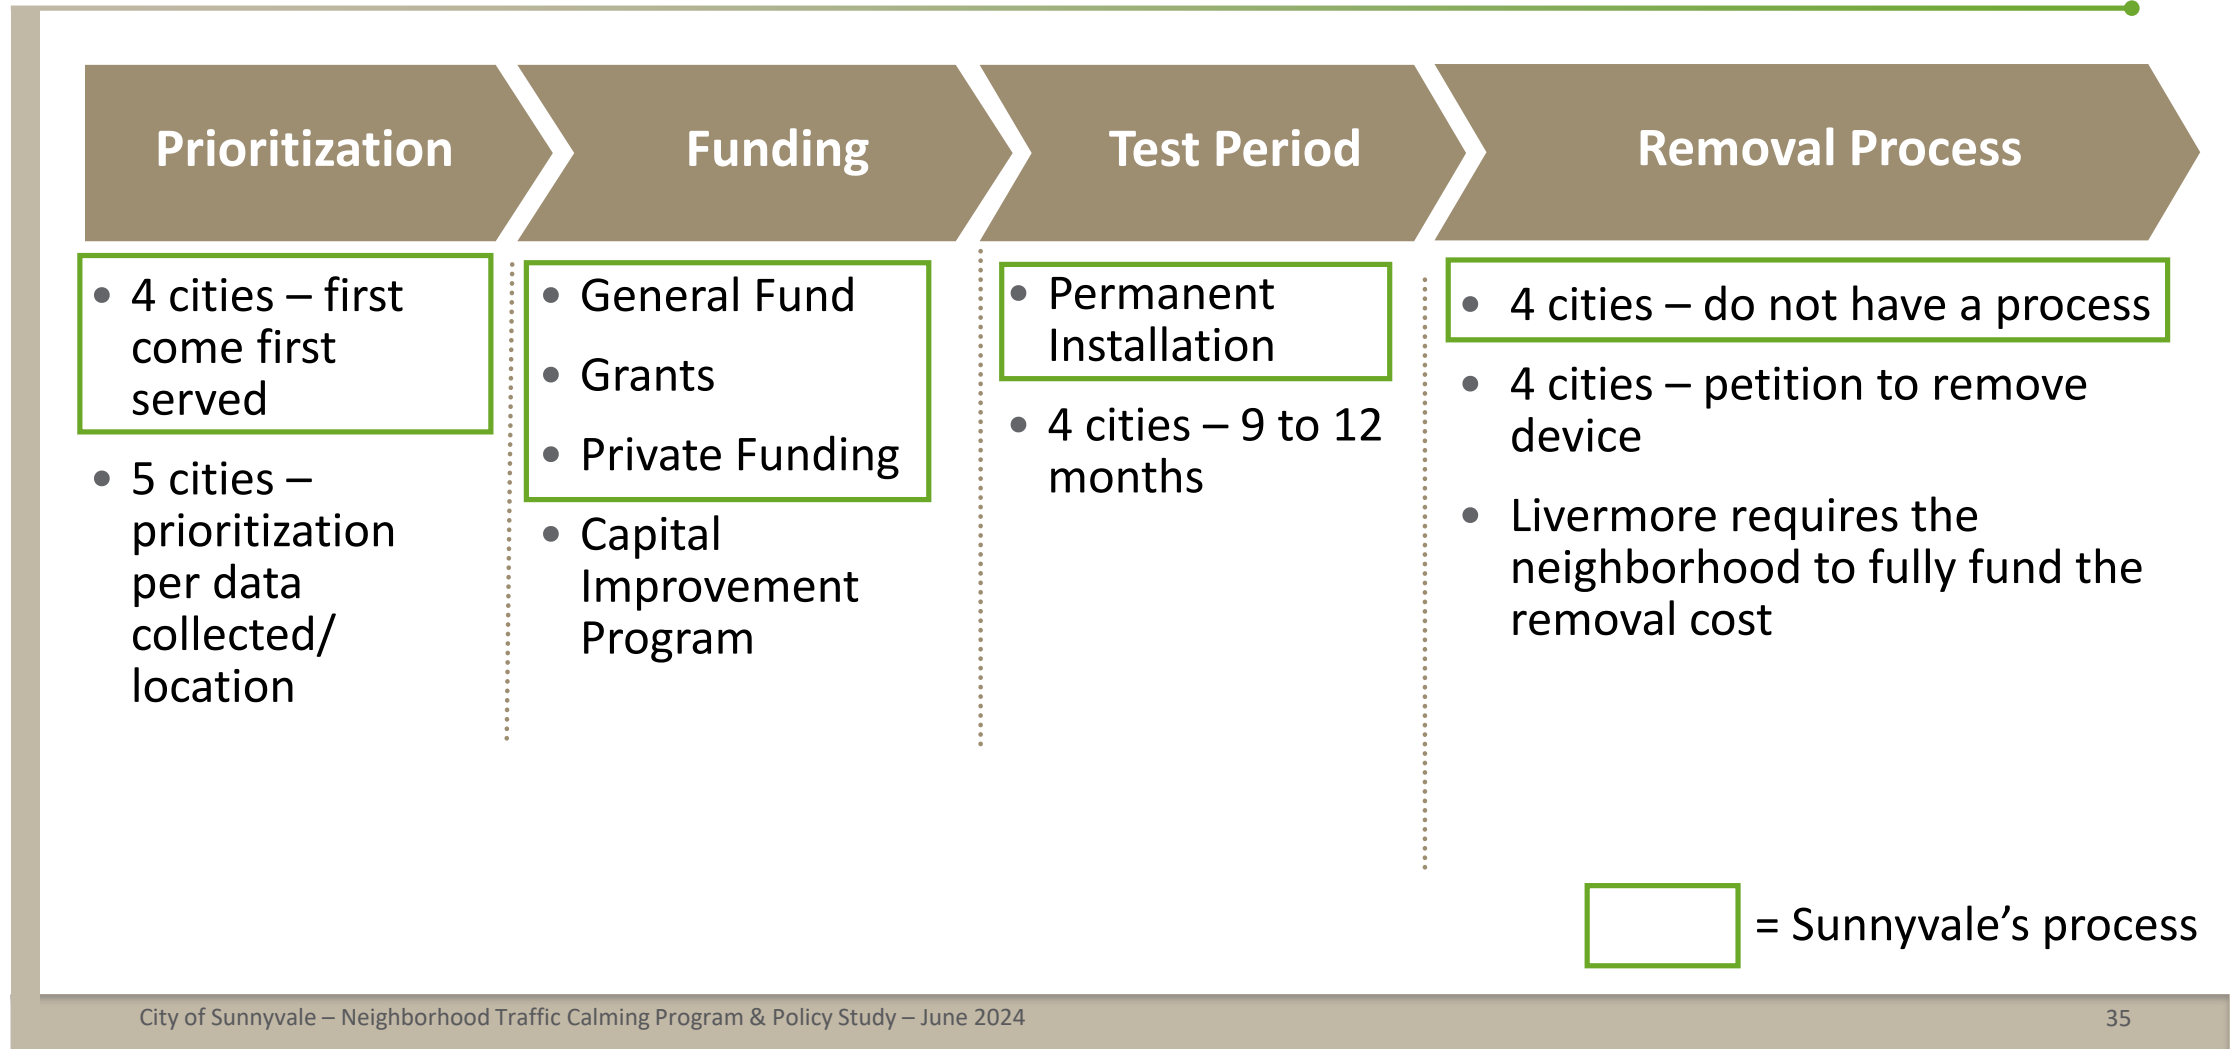 Prioritization
Funding
Test Period
Removal Process
• 4 cities – first
come first
served
• 5 cities –
prioritization
per data
collected/
location
• General Fund
• Grants
• Private Funding
• Capital
Improvement
Program
• Permanent
Installation
• 4 cities – 9 to 12
months
• 4 cities – do not have a process
• 4 cities – petition to remove
device
• Livermore requires the
neighborhood to fully fund the
removal cost
= Sunnyvale’s process
City of Sunnyvale – Neighborhood Traffic Calming Program & Policy Study – June 2024
35